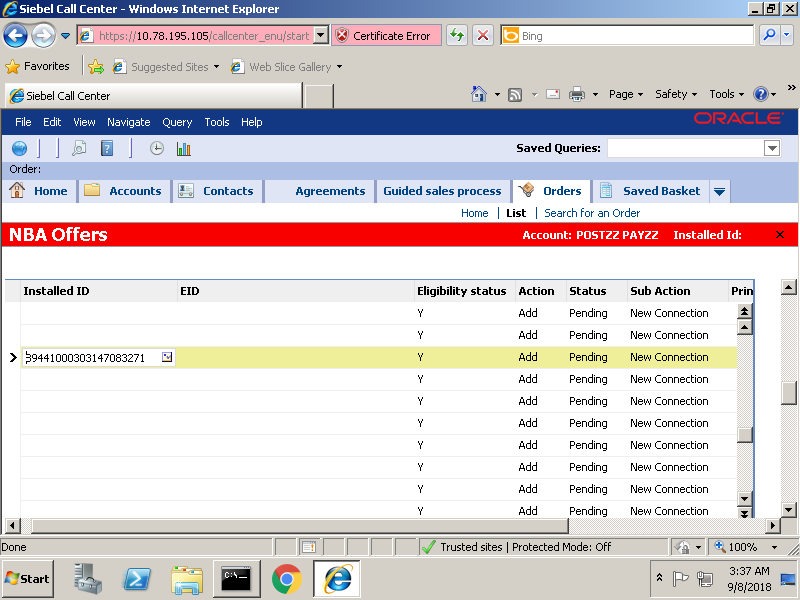 Siebel Call Center - Windows Internet Explorer
https://10.78.195.105/callcenter_enu/start
Certificate Error
Bing
Favorites
Suggested Sites
Web Slice Gallery
Siebel Call Center
Page
Safety
Tools
File Edit View Navigate Query Tools Help
ORACLE
Saved Queries:
Order:
Home Accounts Contacts Agreements Guided sales process Orders Saved Basket
Home | List | Search for an Order
NBA Offers
Account: POSTZZ PAYZZ Installed Id:
Installed ID EID Eligibility status Action Status Sub Action Prin
Y Add Pending New Connection
Y Add Pending New Connection
39441000303147083271 Y Add Pending New Connection
Y Add Pending New Connection
Y Add Pending New Connection
Y Add Pending New Connection
Y Add Pending New Connection
Y Add Pending New Connection
Y Add Pending New Connection
Y Add Pending New Connection
Done
Trusted sites | Protected Mode: Off
100%
Start
C:\
3:37 AM
9/8/2018